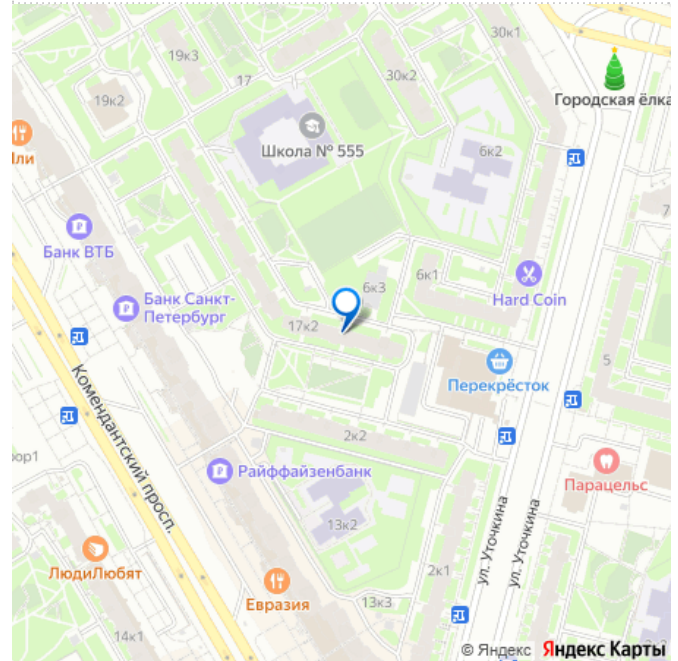 30к1
19к3
17
30к2
19к2
Городская ёлка
Школа № 555
6к2
Или
Банк ВТБ
Банк Санкт-
Петербург
6к3
6к1
Hard Coin
17к2
Перекрёсток
5
Комендантский просп.
2к2
Райффайзенбанк
Парацельс
13к2
ул. Уточкина
ул. Уточкина
ЛюдиЛюбят
2к1
Евразия
13к3
14к1
© Яндекс Яндекс Карты